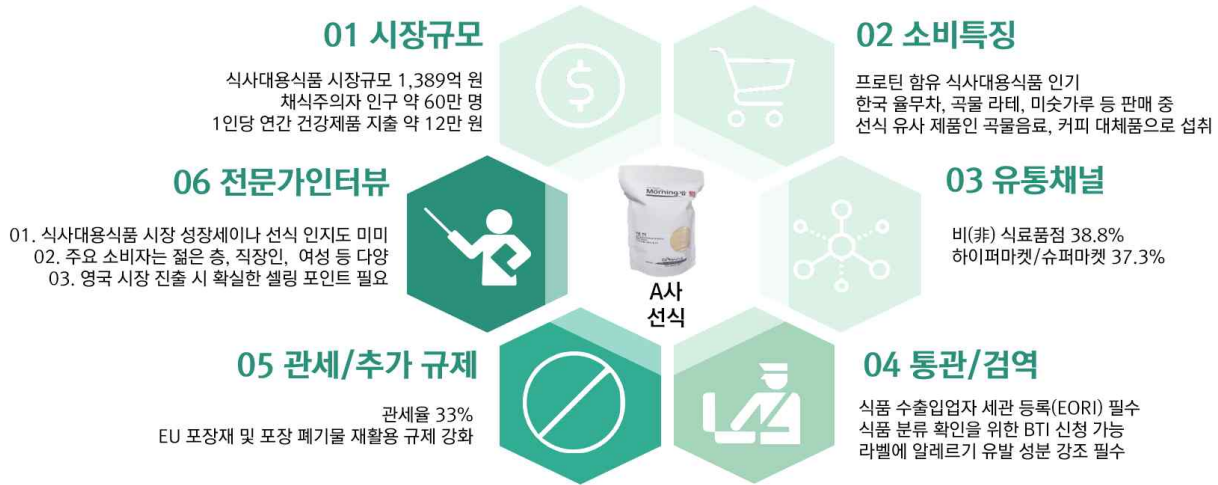 01 시장규모
식사대용식품 시장규모 1,389억 원
채식주의자 인구 약 60만 명
1인당 연간 건강제품 지출 약 12만 원
02 소비특징
프로틴 함유 식사대용식품 인기
한국 율무차, 곡물 라테, 미숫가루 등 판매 중
선식 유사 제품인 곡물음료, 커피 대체품으로 섭취
03 유통채널
비(非) 식료품점 38.8%
하이퍼마켓/슈퍼마켓 37.3%
04 통관/검역
식품 수출입업자 세관 등록(EORI) 필수
식품 분류 확인을 위한 BTI 신청 가능
라벨에 알레르기 유발 성분 강조 필수
05 관세/추가 규제
관세율 33%
EU 포장재 및 포장 폐기물 재활용 규제 강화
06 전문가인터뷰
01. 식사대용식품 시장 성장세이나 선식 인지도 미미
02. 주요 소비자는 젊은 층, 직장인, 여성 등 다양
03. 영국 시장 진출 시 확실한 셀링 포인트 필요
Morning
A사
선식